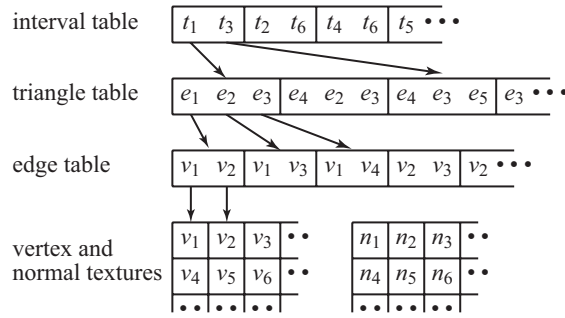 interval table t₁ t₃ t₂ t₆ t₄ t₆ t₅ •••
triangle table e₁ e₂ e₃ e₄ e₂ e₃ e₄ e₃ e₅ e₃ •••
edge table v₁ v₂ v₁ v₃ v₁ v₄ v₂ v₃ v₂ •••
vertex and
normal textures
v₁ v₂ v₃ •• n₁ n₂ n₃ ••
v₄ v₅ v₆ •• n₄ n₅ n₆ ••
•• •• •• •• •• ••